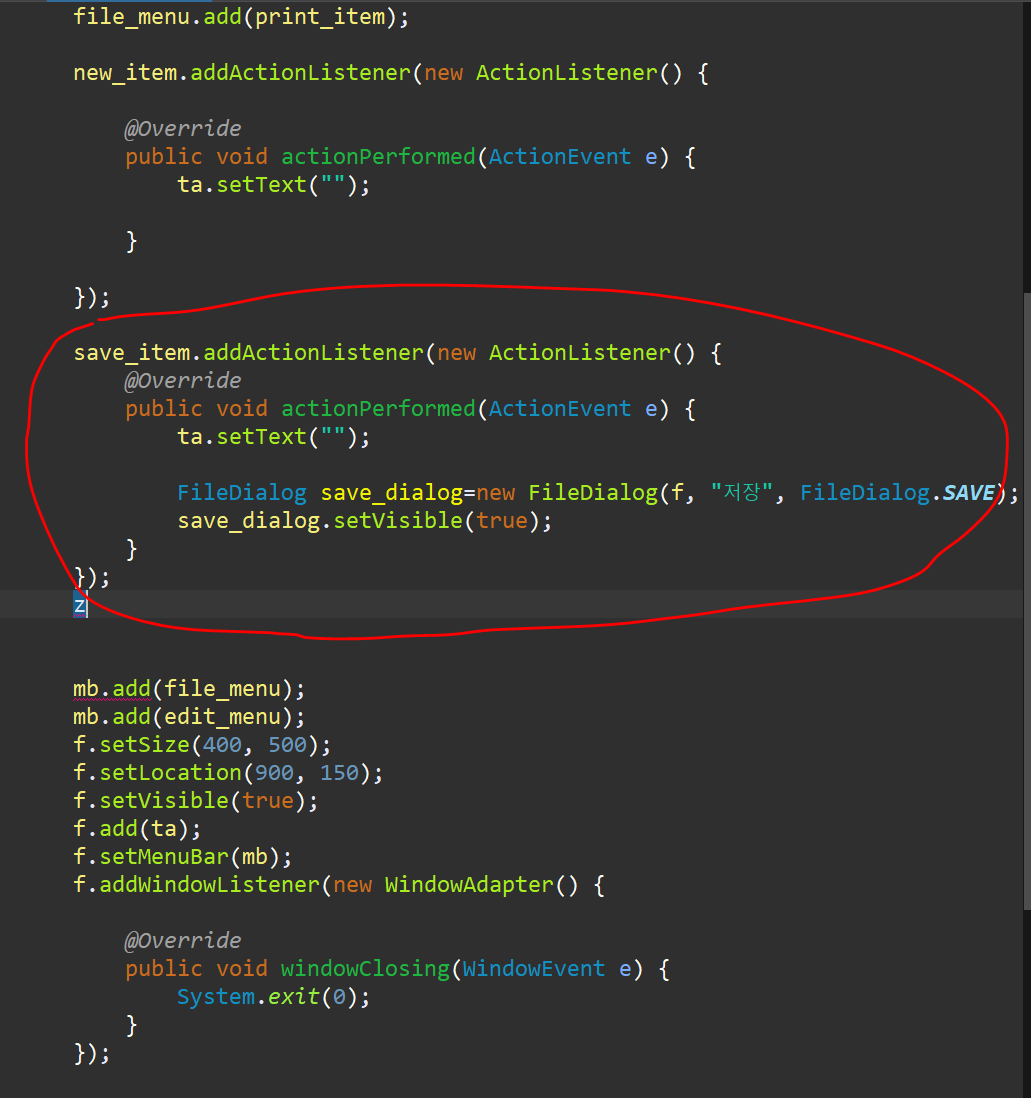 file_menu.add(print_item);
new_item.addActionListener(new ActionListener() {
@Override
public void actionPerformed(ActionEvent e) {
ta.setText("");
}
});
save_item.addActionListener(new ActionListener() {
@Override
public void actionPerformed(ActionEvent e) {
ta.setText("");
FileDialog save_dialog=new FileDialog(f, "저장", FileDialog.SAVE);
save_dialog.setVisible(true);
}
});
z
mb.add(file_menu);
mb.add(edit_menu);
f.setSize(400, 500);
f.setLocation(900, 150);
f.setVisible(true);
f.add(ta);
f.setMenuBar(mb);
f.addWindowListener(new WindowAdapter() {
@Override
public void windowClosing(WindowEvent e) {
System.exit(0);
}
});